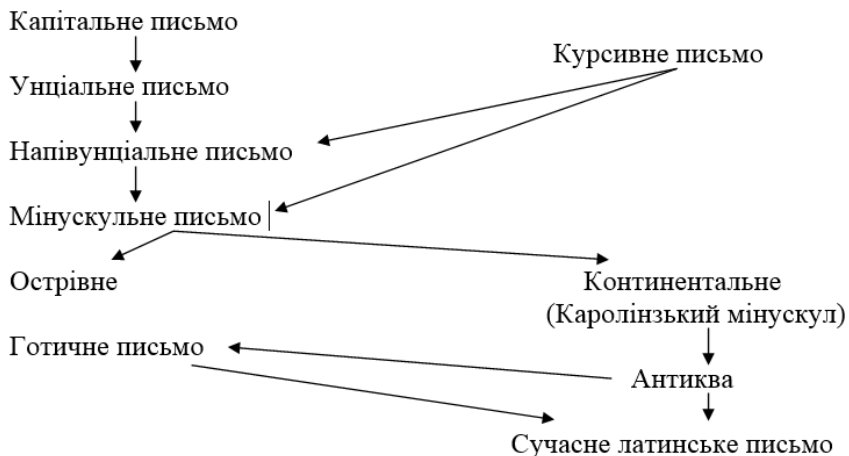 Капітальне письмо
Курсивне письмо
Унціальне письмо
Напівунціальне письмо
Мінускульне письмо
Острівне
Континентальне
(Каролінзький мінускул)
Готичне письмо
Антиква
Сучасне латинське письмо